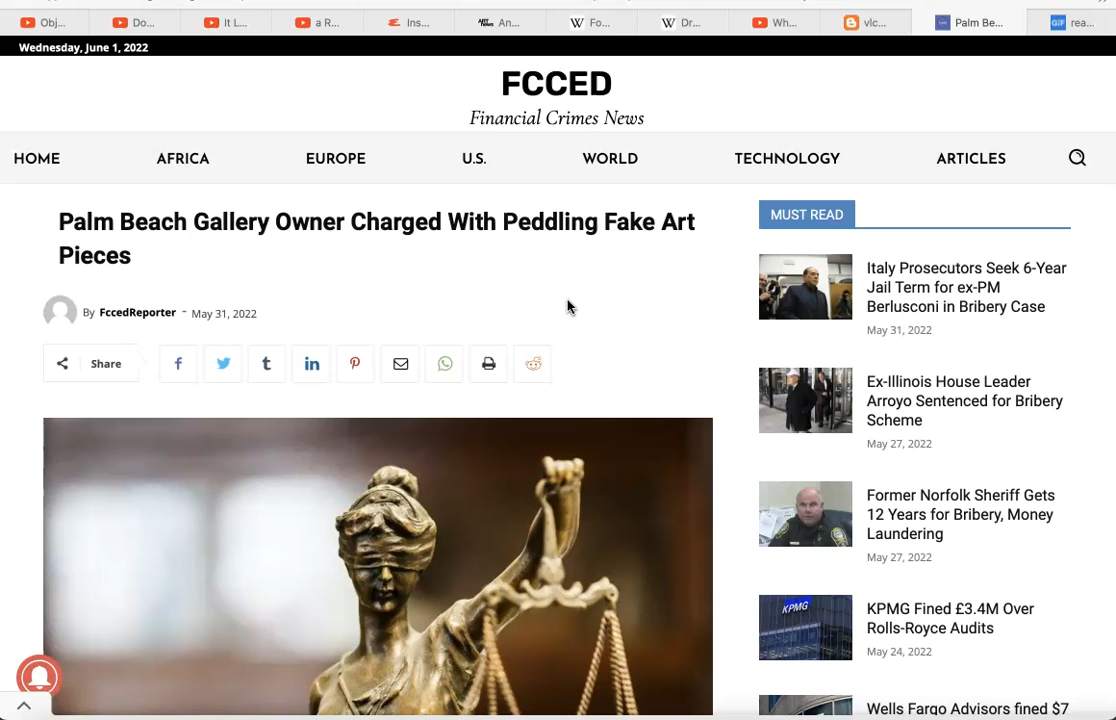 Obj...
Do...
It L...
a R...
Ins...
ART
An...
W
Fo...
W
Dr...
Wh...
vlc...
Palm Be...
GIF
rea...
Wednesday, June 1, 2022
FCCED
Financial Crimes News
HOME
AFRICA
EUROPE
U.S.
WORLD
TECHNOLOGY
ARTICLES
Palm Beach Gallery Owner Charged With Peddling Fake Art
Pieces
By FccedReporter - May 31, 2022
Share
MUST READ
Italy Prosecutors Seek 6-Year
Jail Term for ex-PM
Berlusconi in Bribery Case
May 31, 2022
Ex-Illinois House Leader
Arroyo Sentenced for Bribery
Scheme
May 27, 2022
Former Norfolk Sheriff Gets
12 Years for Bribery, Money
Laundering
May 27, 2022
KPMG
KPMG Fined £3.4M Over
Rolls-Royce Audits
May 24, 2022
Wells Fargo Advisors fined $7